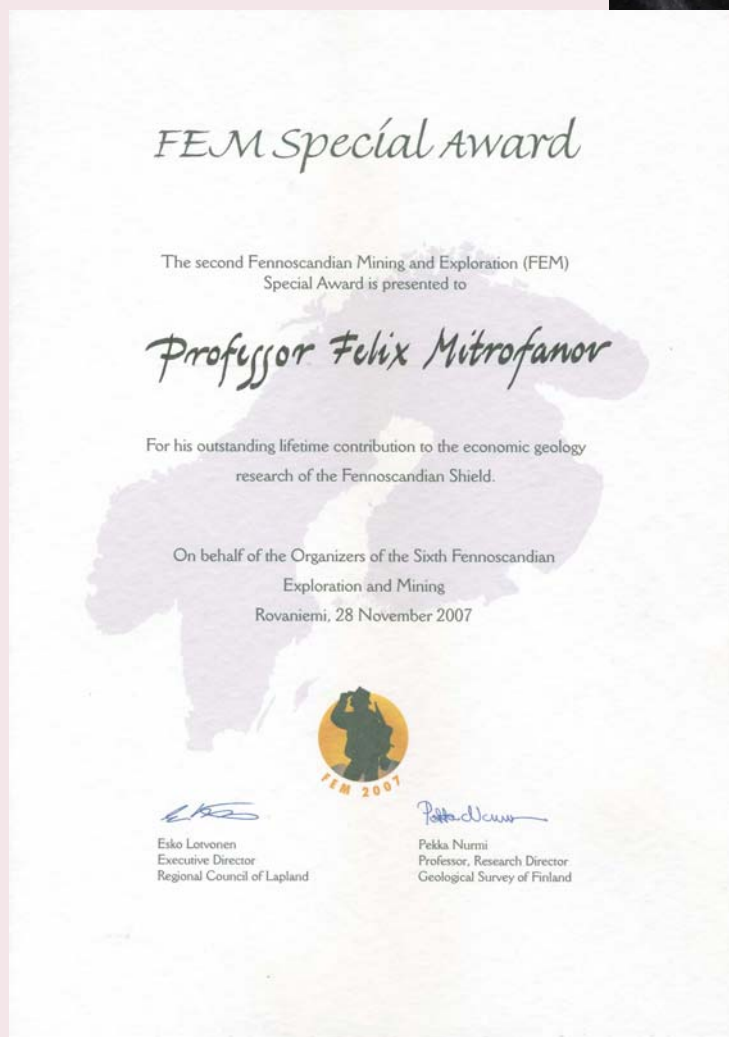 FEM Special Award
The second Fennoscandian Mining and Exploration (FEM)
Special Award is presented to
Professor Felix Mitrofanov
For his outstanding lifetime contribution to the economic geology
research of the Fennoscandian Shield.
On behalf of the Organizers of the Sixth Fennoscandian
Exploration and Mining
Rovaniemi, 28 November 2007
FEM 2007
Esko Lotvonen
Executive Director
Regional Council of Lapland
Pekka Nurmi
Professor, Research Director
Geological Survey of Finland